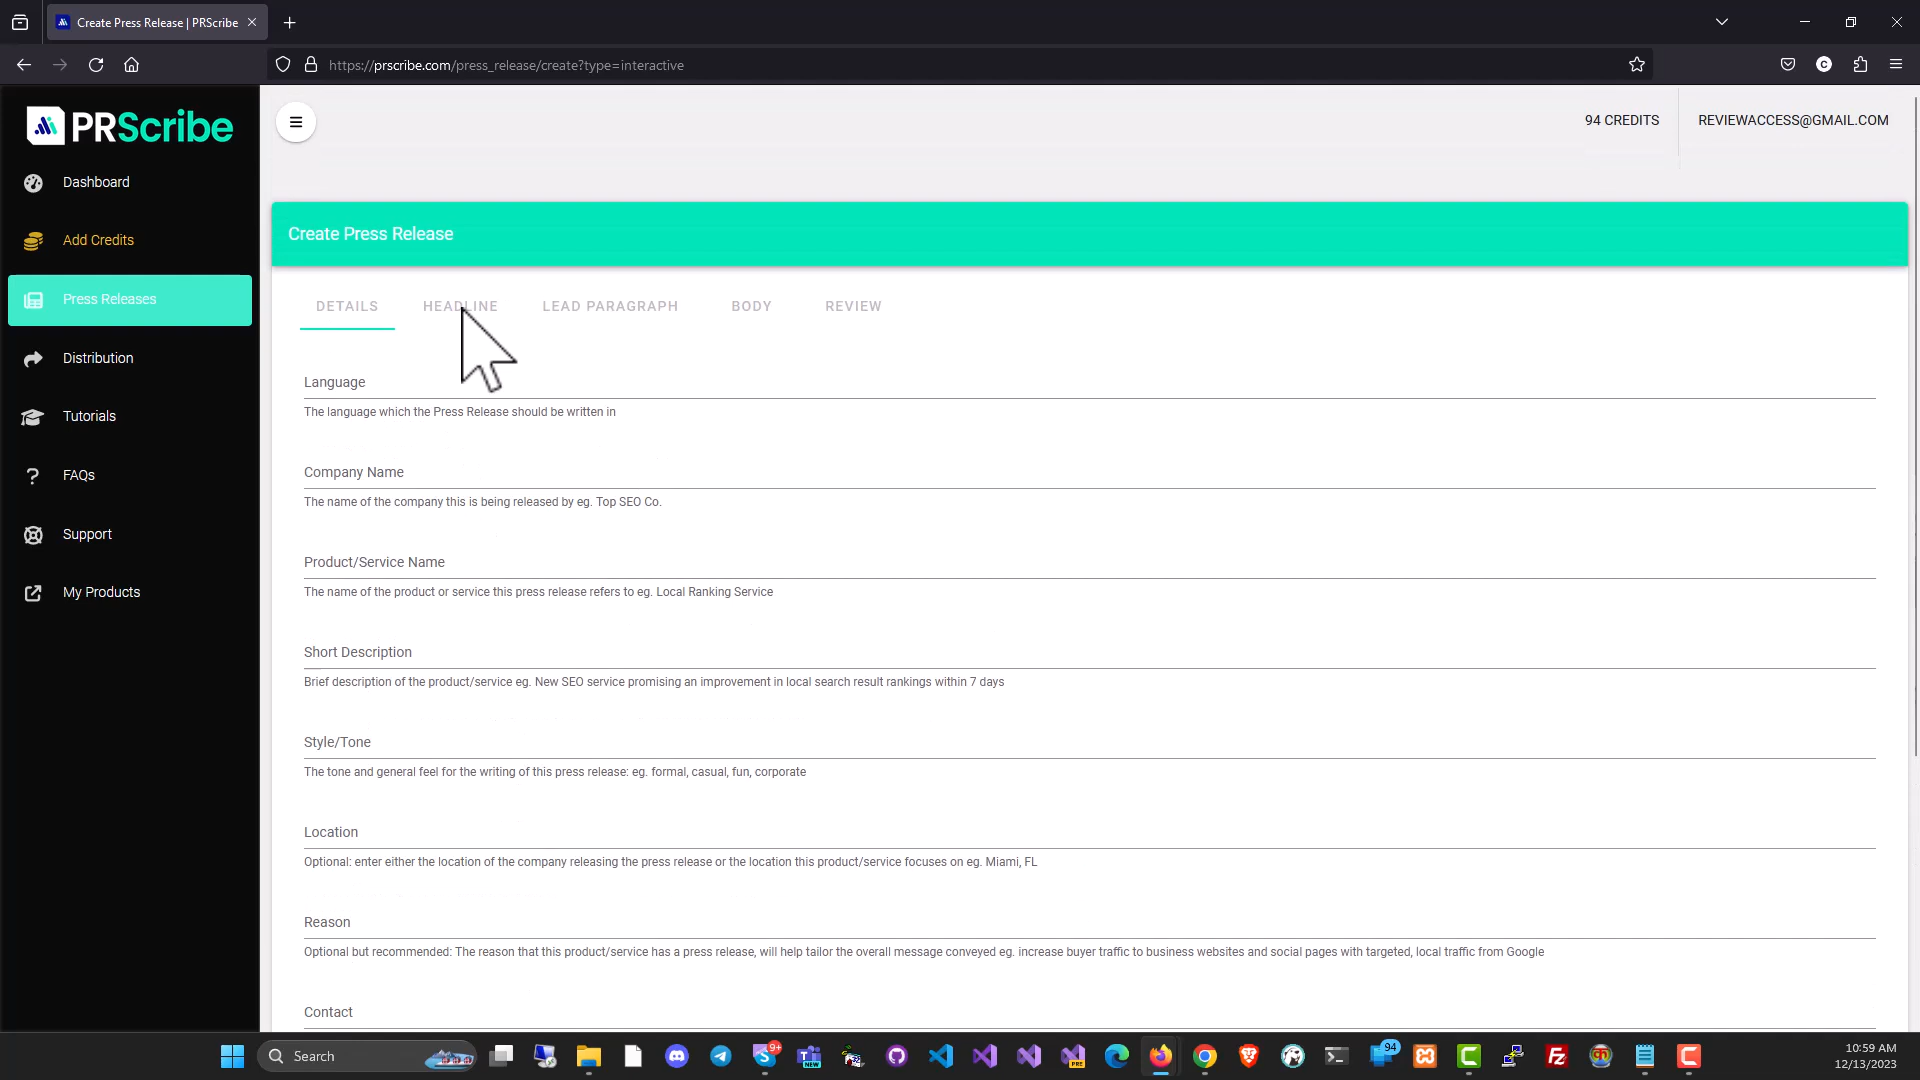 Create Press Release | PRScribe
https://prscribe.com/press_release/create?type=interactive
PRScribe
94 CREDITS
REVIEWACCESS@GMAIL.COM
Dashboard
Add Credits
Press Releases
Distribution
Tutorials
FAQs
Support
My Products
Create Press Release
DETAILS
HEADLINE
LEAD PARAGRAPH
BODY
REVIEW
Language
The language which the Press Release should be written in
Company Name
The name of the company this is being released by eg. Top SEO Co.
Product/Service Name
The name of the product or service this press release refers to eg. Local Ranking Service
Short Description
Brief description of the product/service eg. New SEO service promising an improvement in local search result rankings within 7 days
Style/Tone
The tone and general feel for the writing of this press release: eg. formal, casual, fun, corporate
Location
Optional: enter either the location of the company releasing the press release or the location this product/service focuses on eg. Miami, FL
Reason
Optional but recommended: The reason that this product/service has a press release, will help tailor the overall message conveyed eg. increase buyer traffic to business websites and social pages with targeted, local traffic from Google
Contact
Search
9+
NEW
PRE
94
10:59 AM
12/13/2023